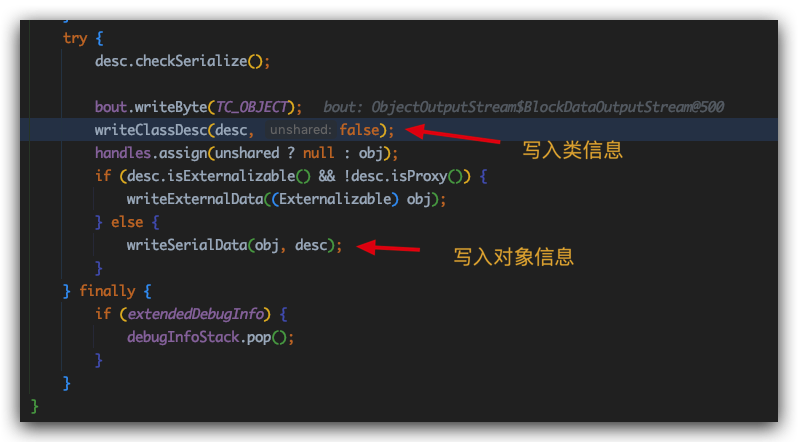 try {
desc.checkSerialize();
bout.writeByte(TC_OBJECT); bout: ObjectOutputStream$BlockDataOutputStream@500
writeClassDesc(desc, unshared: false);
写入类信息
handles.assign(unshared ? null : obj);
if (desc.isExternalizable() && !desc.isProxy()) {
writeExternalData((Externalizable) obj);
} else {
writeSerialData(obj, desc);
写入对象信息
}
} finally {
if (extendedDebugInfo) {
debugInfoStack.pop();
}
}
}